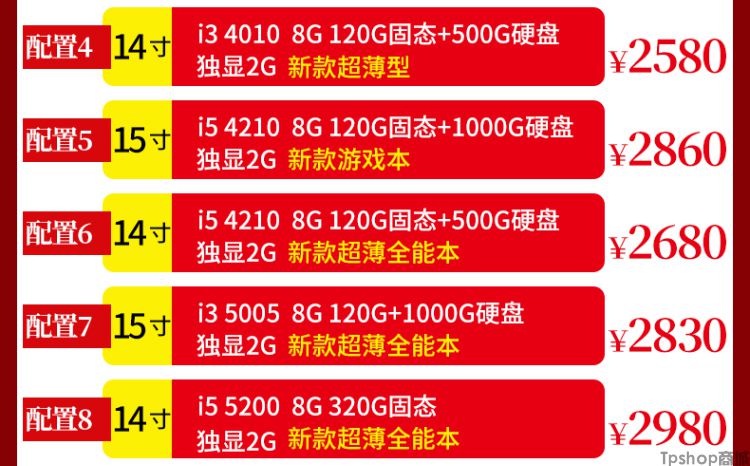 配置4
14寸
i3 4010 8G 120G固态+500G硬盘
独显2G 新款超薄型
¥2580
配置5
15寸
i5 4210 8G 120G固态+1000G硬盘
独显2G 新款游戏本
¥2860
配置6
14寸
i5 4210 8G 120G固态+500G硬盘
独显2G 新款超薄全能本
¥2680
配置7
15寸
i3 5005 8G 120G+1000G硬盘
独显2G 新款超薄全能本
¥2830
配置8
14寸
i5 5200 8G 320G固态
独显2G 新款超薄全能本
¥2980
Tpshop商城